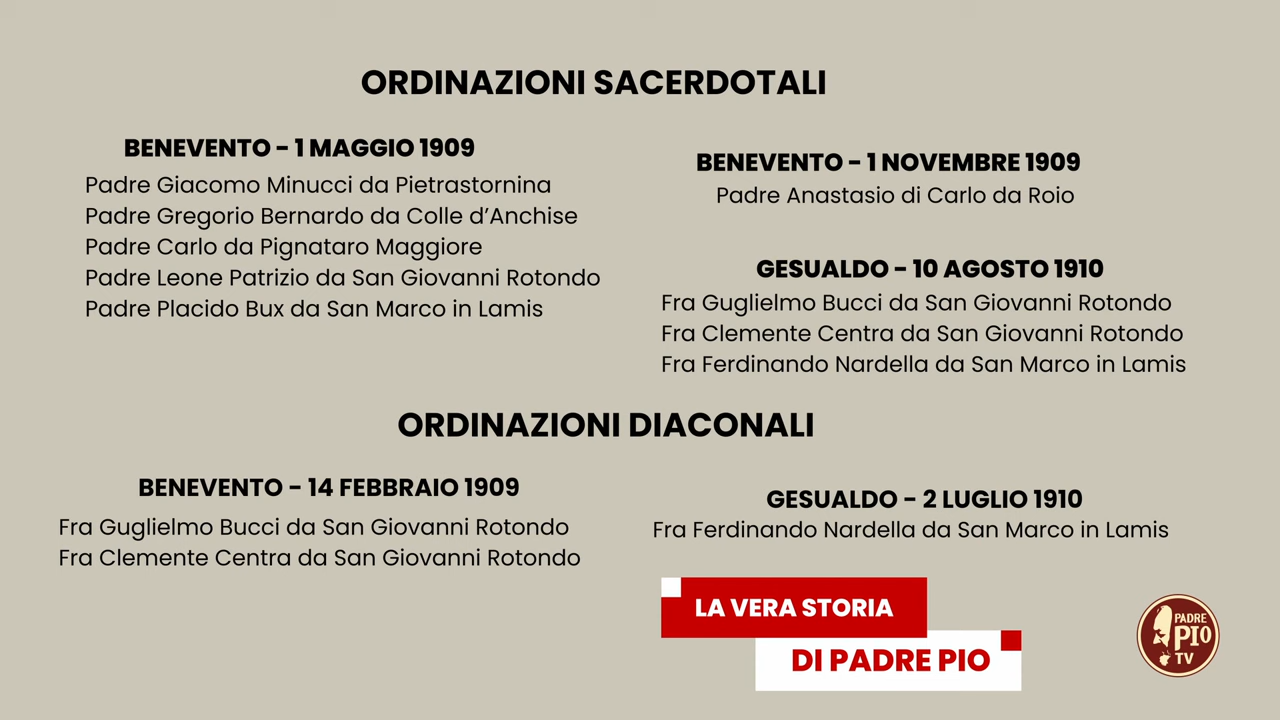 ORDINAZIONI SACERDOTALI
BENEVENTO – 1 MAGGIO 1909
Padre Giacomo Minucci da Pietrastornina
Padre Gregorio Bernardo da Colle d’Anchise
Padre Carlo da Pignataro Maggiore
Padre Leone Patrizio da San Giovanni Rotondo
Padre Placido Bux da San Marco in Lamis
BENEVENTO – 1 NOVEMBRE 1909
Padre Anastasio di Carlo da Roio
GESUALDO – 10 AGOSTO 1910
Fra Guglielmo Bucci da San Giovanni Rotondo
Fra Clemente Centra da San Giovanni Rotondo
Fra Ferdinando Nardella da San Marco in Lamis
ORDINAZIONI DIACONALI
BENEVENTO – 14 FEBBRAIO 1909
Fra Guglielmo Bucci da San Giovanni Rotondo
Fra Clemente Centra da San Giovanni Rotondo
GESUALDO – 2 LUGLIO 1910
Fra Ferdinando Nardella da San Marco in Lamis
LA VERA STORIA
DI PADRE PIO
PADRE
PIO
TV